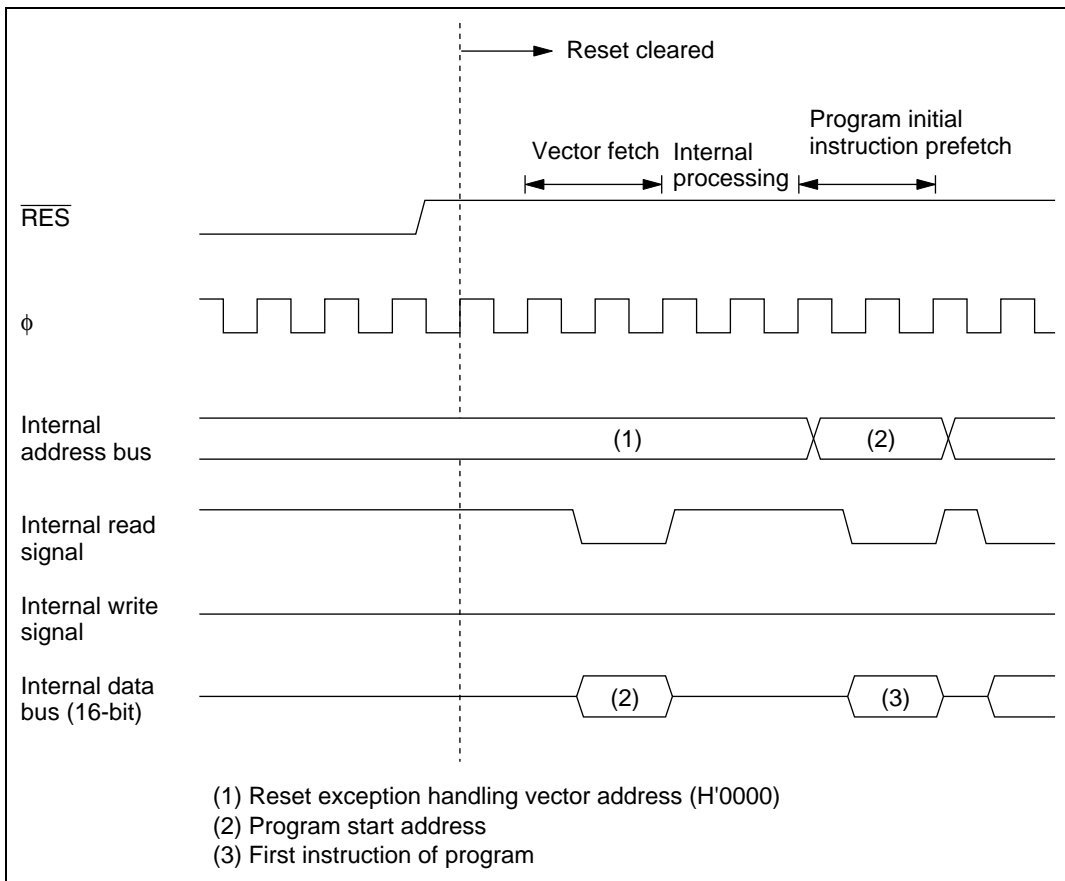 Reset cleared
Program initial
instruction prefetch
Vector fetch
Internal
processing
RES
ϕ
Internal
address bus
(1)
(2)
Internal read
signal
Internal write
signal
Internal data
bus (16-bit)
(2)
(3)
(1) Reset exception handling vector address (H'0000)
(2) Program start address
(3) First instruction of program